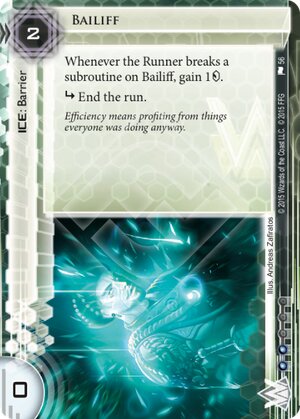 2
BAILIFF
ICE: Barrier
Whenever the Runner breaks a
subroutine on Bailiff, gain 1.
↳ End the run.
Efficiency means profiting from things
everyone was doing anyway.
56
© 2015 Wizards of the Coast LLC. © 2015 FFG
Illus. Andreas Zafiratos
0